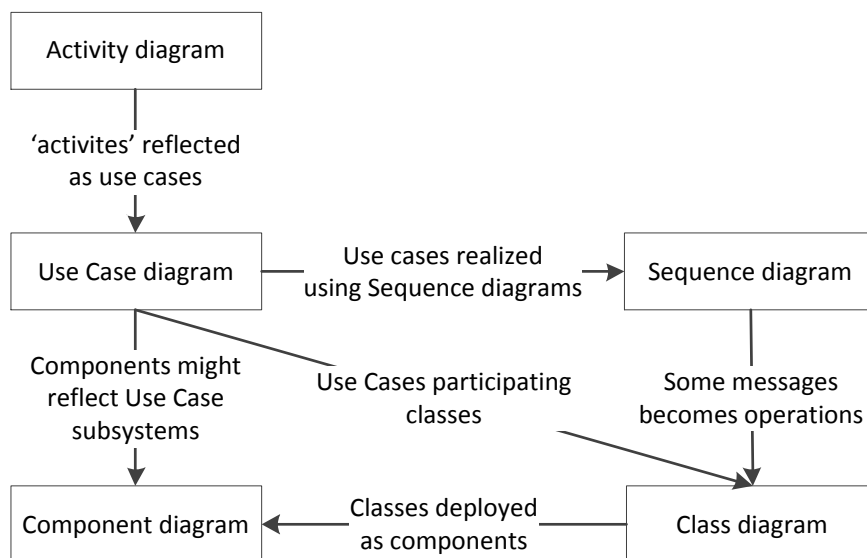 Activity diagram
‘activites’ reflected
as use cases
Use Case diagram
Use cases realized
using Sequence diagrams
Sequence diagram
Components might
reflect Use Case
subsystems
Use Cases participating
classes
Some messages
becomes operations
Component diagram
Classes deployed
as components
Class diagram